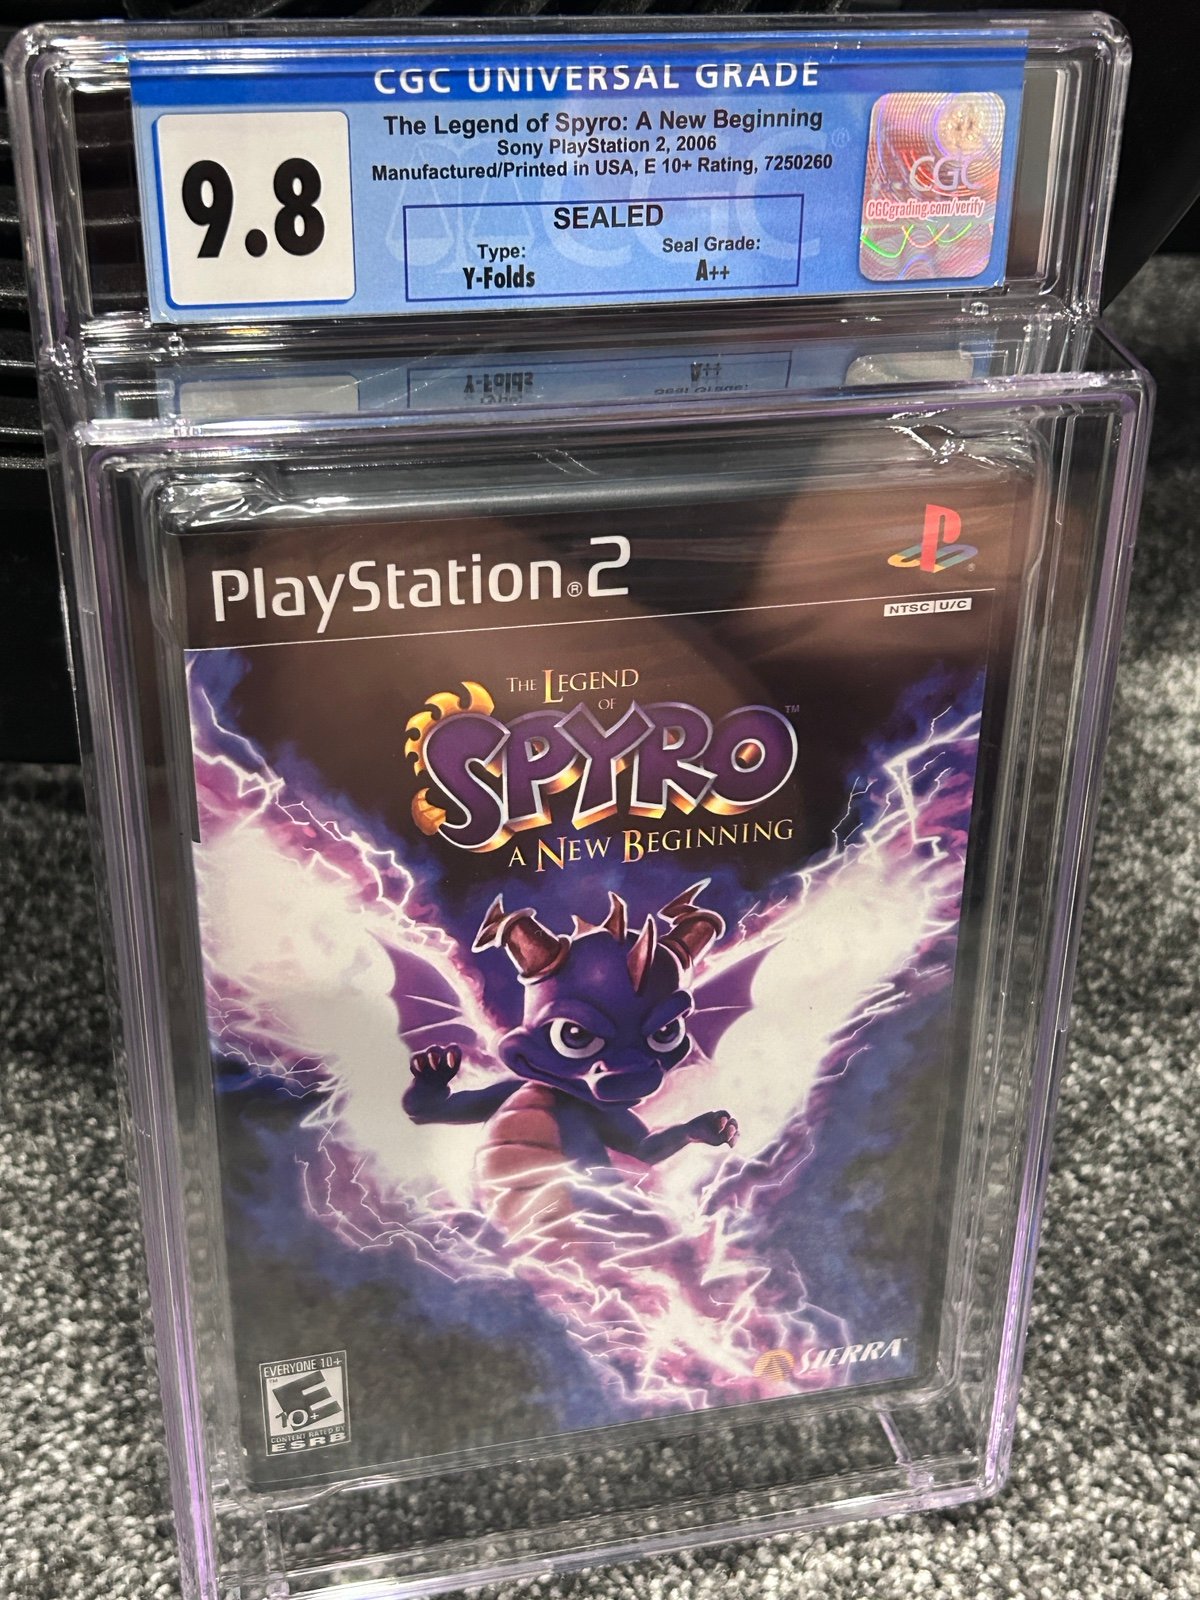 CGC UNIVERSAL GRADE
9.8
The Legend of Spyro: A New Beginning
Sony PlayStation 2, 2006
Manufactured/Printed in USA, E 10+ Rating, 7250260
SEALED
Type:
Y-Folds
Seal Grade:
A++
CGC
CGCgrading.com/verify
PlayStation®2
NTSC U/C
THE LEGEND
OF
SPYRO™
A NEW BEGINNING
SIERRA
EVERYONE 10+
E
10+
CONTENT RATED BY
ESRB